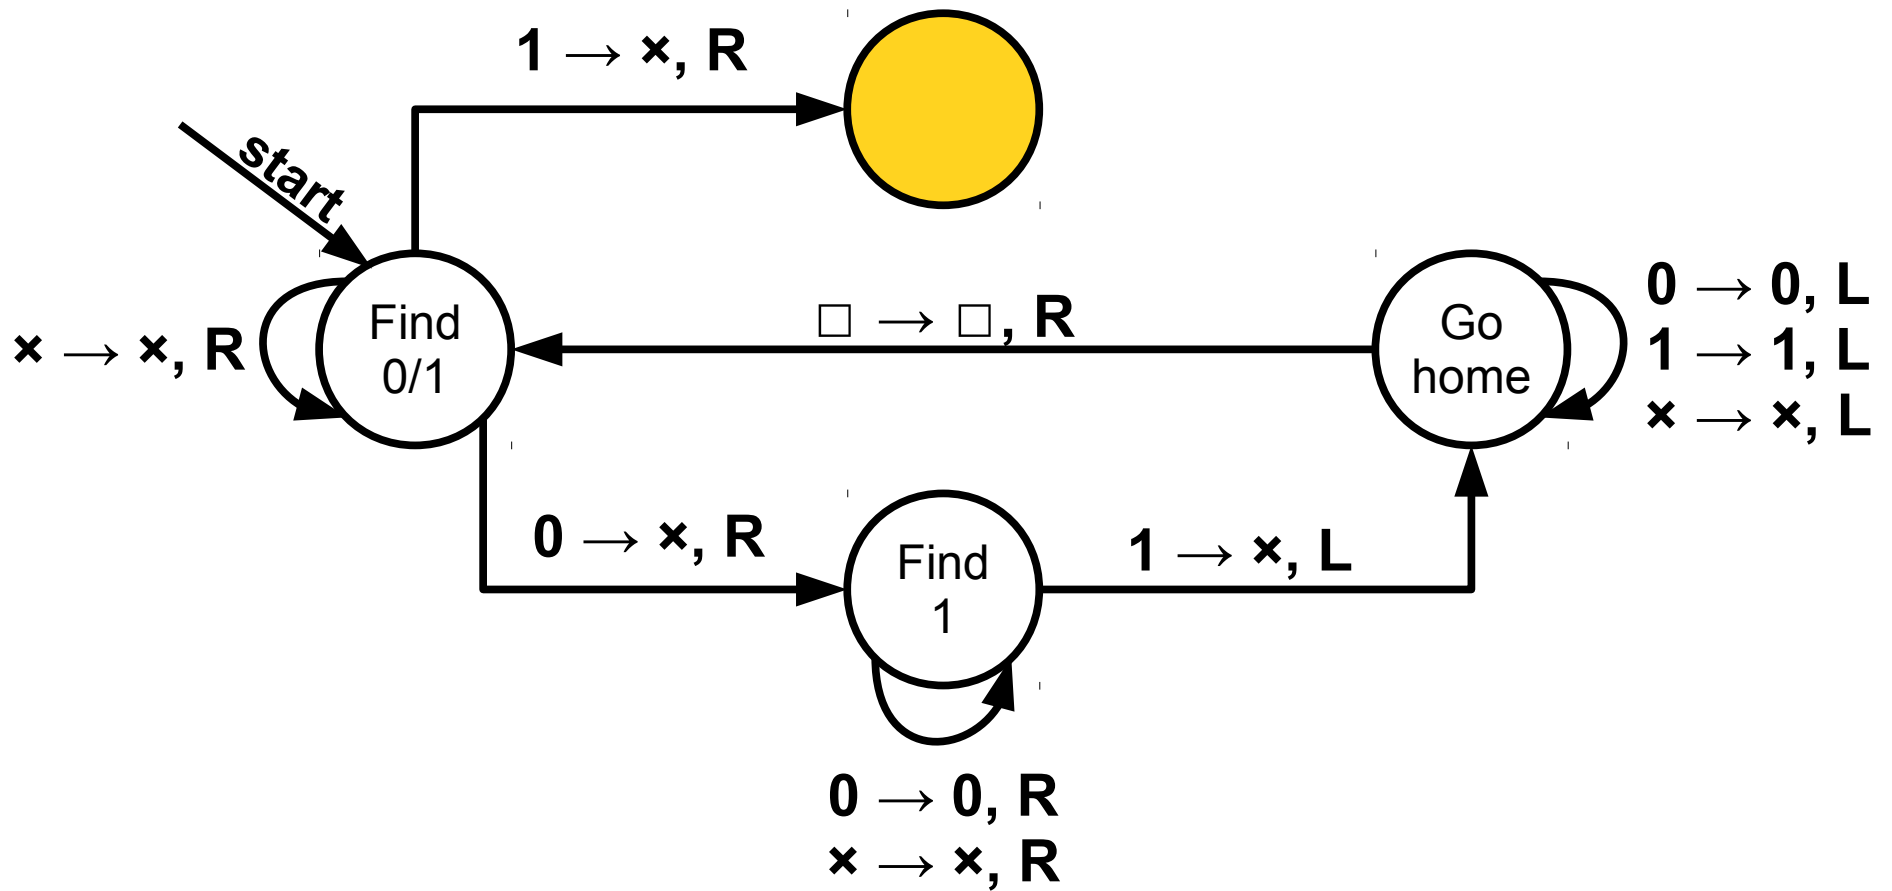 1 → ×, R
start
Find
0/1
× → ×, R
□ → □, R
Go
home
0 → 0, L
1 → 1, L
× → ×, L
0 → ×, R
Find
1
1 → ×, L
0 → 0, R
× → ×, R